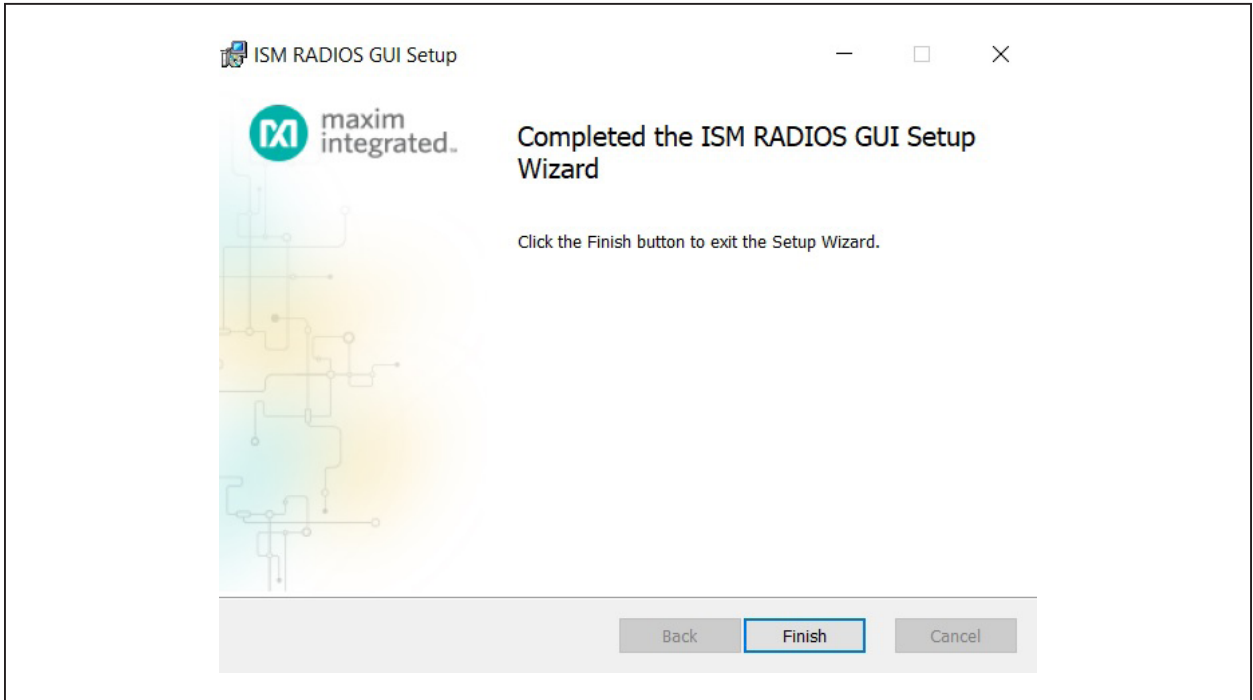 ISM RADIOS GUI Setup
maxim
integrated™
Completed the ISM RADIOS GUI Setup
Wizard
Click the Finish button to exit the Setup Wizard.
Back
Finish
Cancel